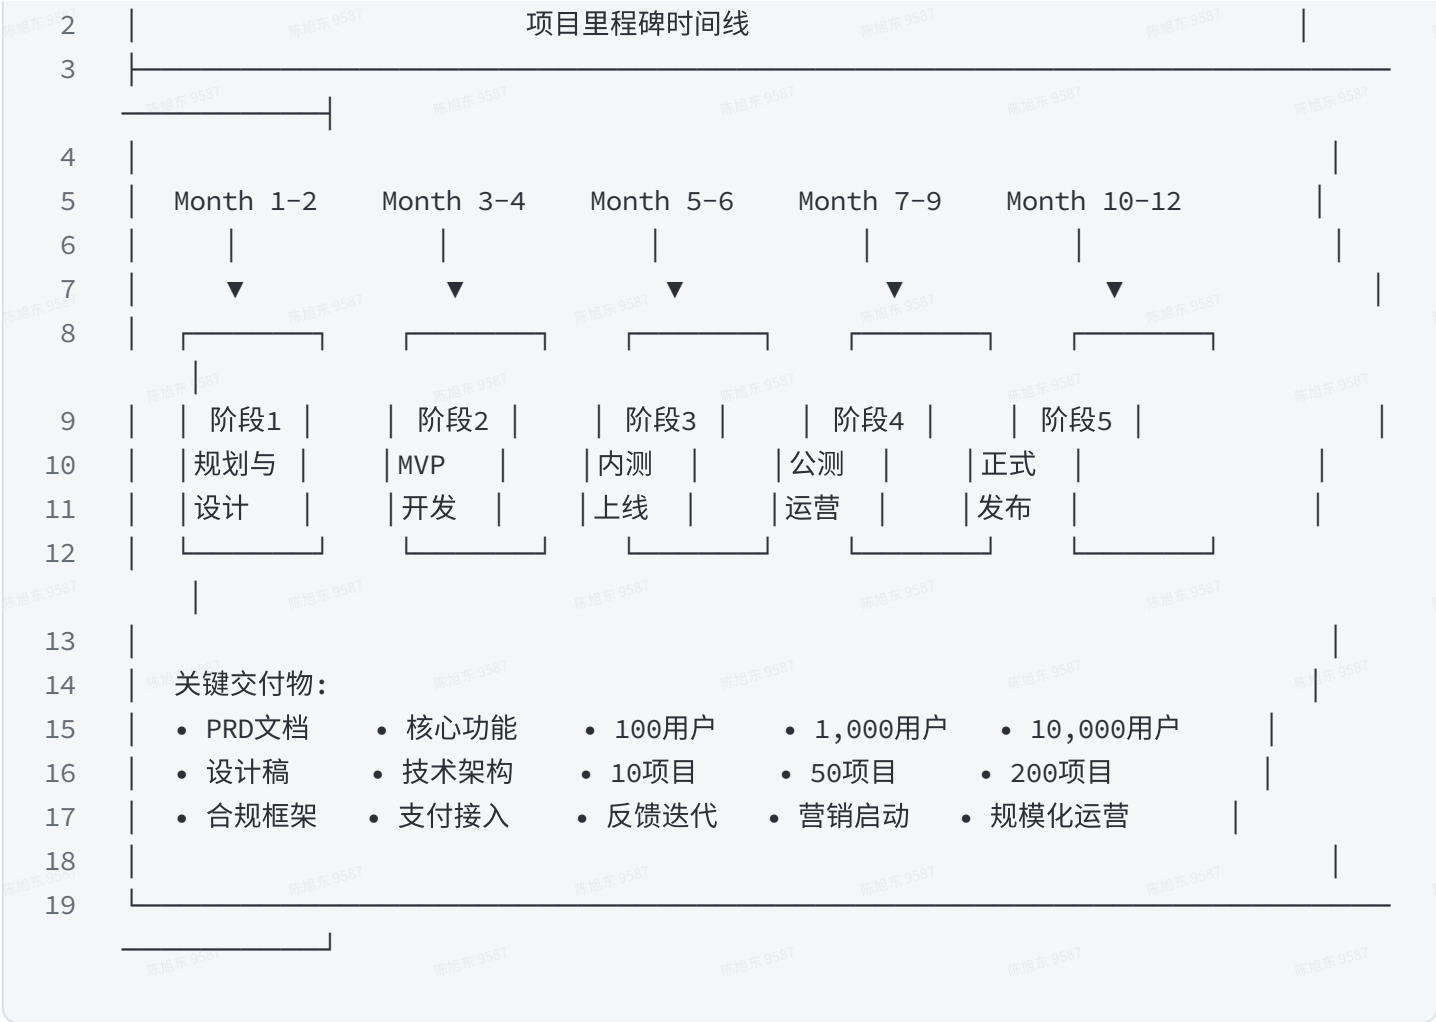 2 项目里程碑时间线
3
4
5 Month 1-2 Month 3-4 Month 5-6 Month 7-9 Month 10-12
6
7 ▼ ▼ ▼ ▼ ▼
8
9 阶段1 阶段2 阶段3 阶段4 阶段5
10 规划与 MVP 内测 公测 正式
11 设计 开发 上线 运营 发布
12
13
14 关键交付物:
15 • PRD文档 • 核心功能 • 100用户 • 1,000用户 • 10,000用户
16 • 设计稿 • 技术架构 • 10项目 • 50项目 • 200项目
17 • 合规框架 • 支付接入 • 反馈迭代 • 营销启动 • 规模化运营
18
19
陈旭东 9587